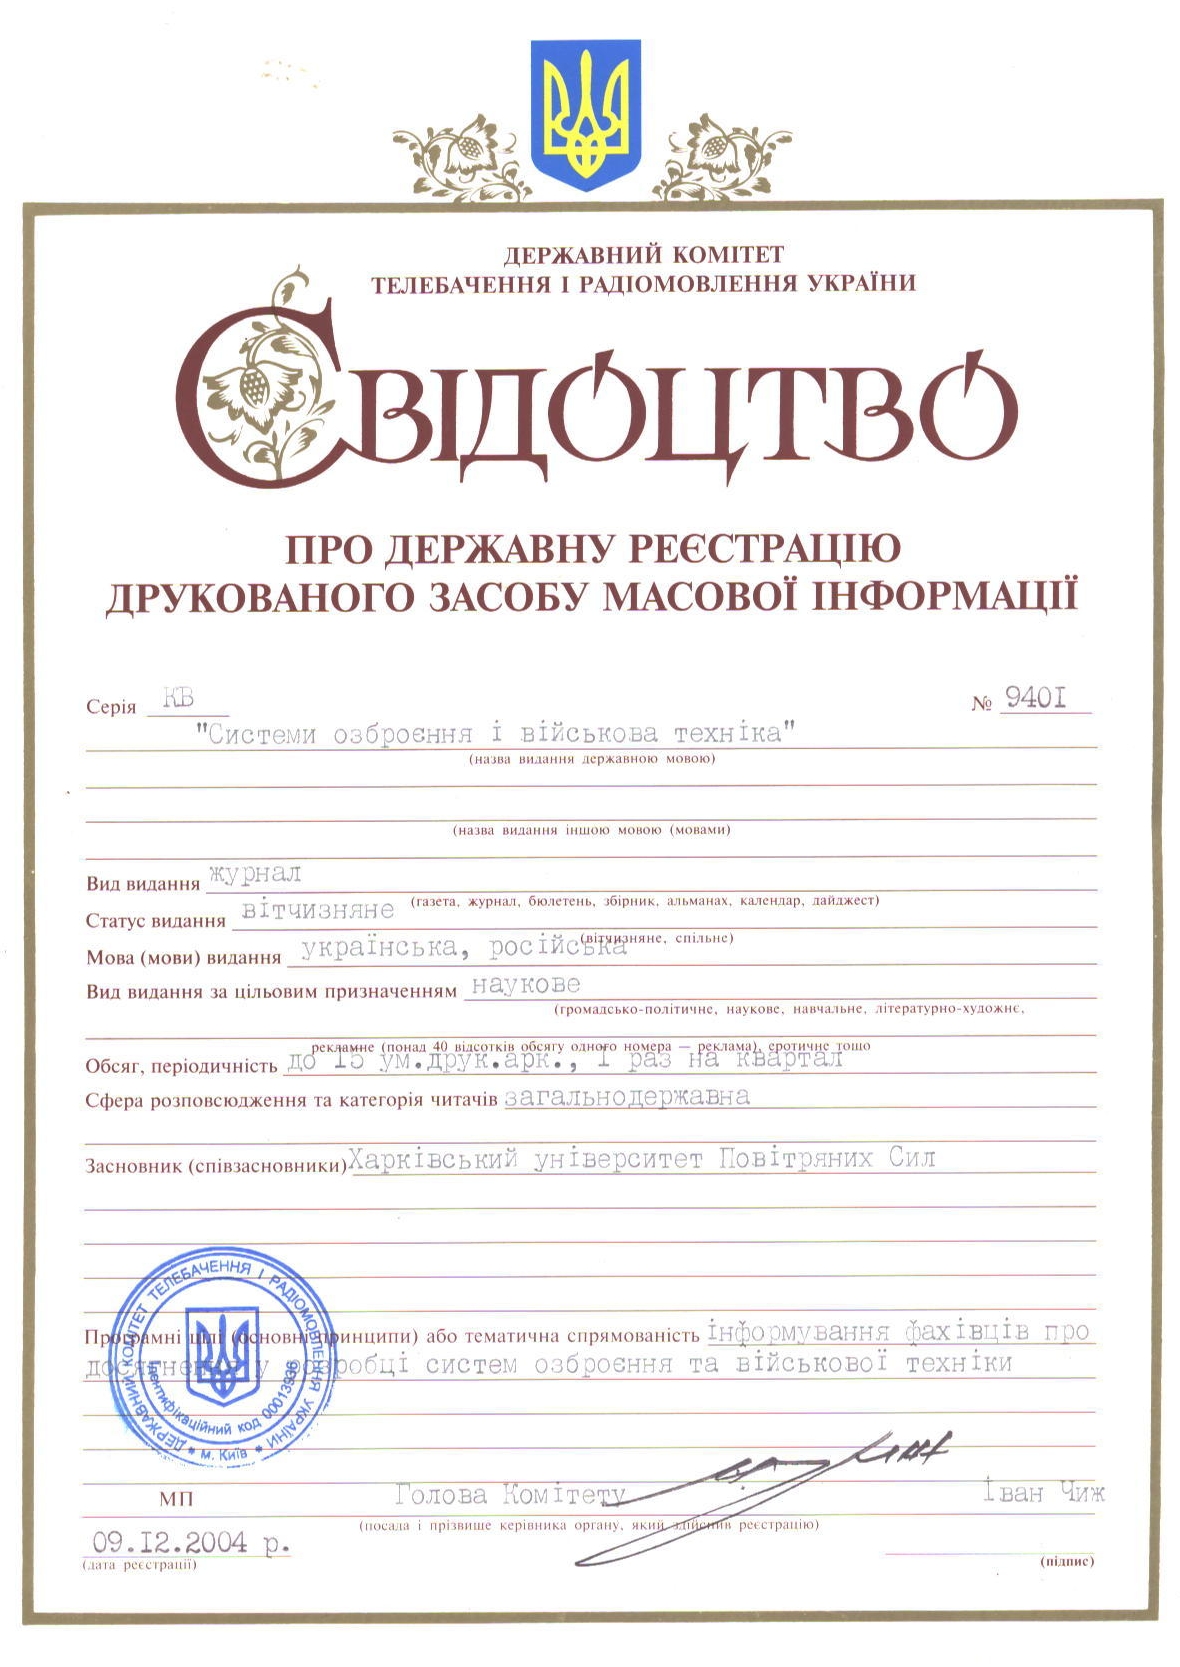 ДЕРЖАВНИЙ КОМІТЕТ
ТЕЛЕБАЧЕННЯ І РАДІОМОВЛЕННЯ УКРАЇНИ
СВІДОЦТВО
ПРО ДЕРЖАВНУ РЕЄСТРАЦІЮ
ДРУКОВАНОГО ЗАСОБУ МАСОВОЇ ІНФОРМАЦІЇ
Серія КВ № 940I
"Системи озброєння і військова техніка"
(назва видання державною мовою)
(назва видання іншою мовою (мовами)
Вид видання журнал
(газета, журнал, бюлетень, збірник, альманах, календар, дайджест)
Статус видання вітчизняне
(вітчизняне, спільне)
Мова (мови) видання українська, російська
Вид видання за цільовим призначенням наукове
(громадсько-політичне, наукове, навчальне, літературно-художнє,
рекламне (понад 40 відсотків обсягу одного номера — реклама), еротичне тощо
Обсяг, періодичність до I5 ум.друк.арк., I раз на квартал
Сфера розповсюдження та категорія читачів загальнодержавна
Засновник (співзасновники) Харківський університет Повітряних Сил
Програмні цілі (основні принципи) або тематична спрямованість інформування фахівців про
досягнення у розробці систем озброєння та військової техніки
ДЕРЖАВНИЙ КОМІТЕТ ТЕЛЕБАЧЕННЯ І РАДІОМОВЛЕННЯ УКРАЇНИ
Ідентифікаційний код 00013936
* м. Київ *
МП Голова Комітету Іван Чиж
(посада і прізвище керівника органу, який здійснив реєстрацію)
09.I2.2004 р.
(дата реєстрації) (підпис)